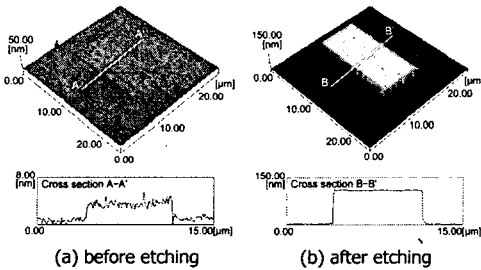 50.00
[nm]
A
A'
0.00
[μm]
20.00
10.00
10.00
20.00
0.00
8.00
[nm]
Cross section A-A'
0.00
15.00[μm]
(a) before etching
150.00
[nm]
B'
B
0.00
[μm]
20.00
10.00
10.00
20.00
0.00
150.00
[nm]
Cross section B-B'
0.00
15.00[μm]
(b) after etching